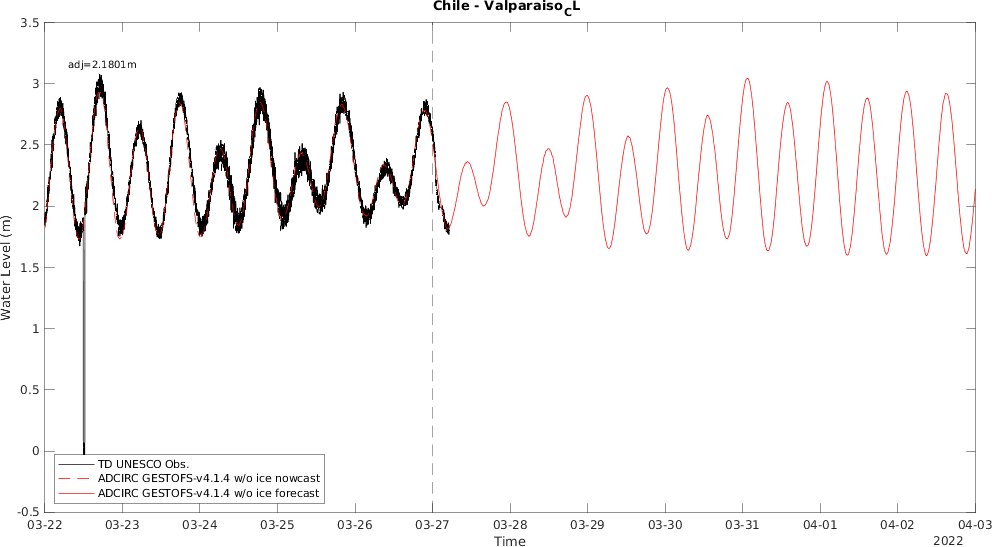 Chile - Valparaiso_CL
adj=2.1801m
3.5
3
2.5
2
1.5
1
0.5
0
-0.5
Water Level (m)
TD UNESCO Obs.
ADCIRC GESTOFS-v4.1.4 w/o ice nowcast
ADCIRC GESTOFS-v4.1.4 w/o ice forecast
03-22 03-23 03-24 03-25 03-26 03-27 03-28 03-29 03-30 03-31 04-01 04-02 04-03
Time
2022